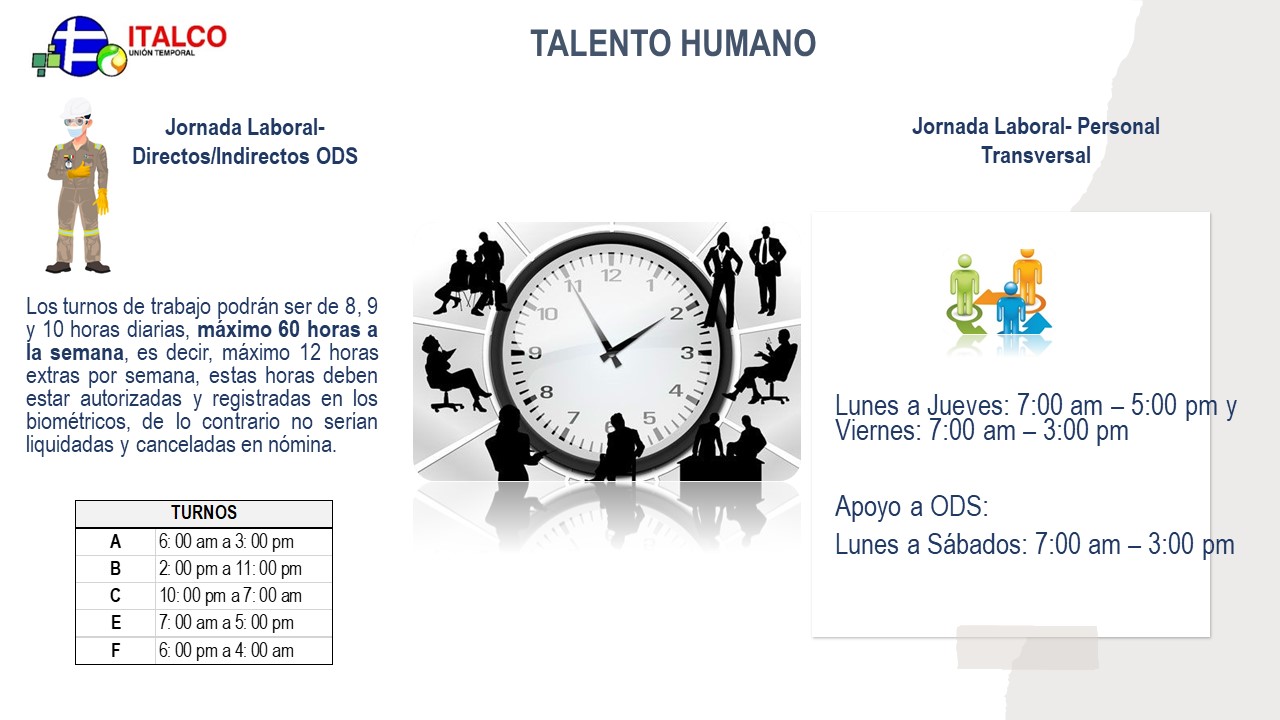 ITALCO
UNIÓN TEMPORAL
TALENTO HUMANO
Jornada Laboral-
Directos/Indirectos ODS
Los turnos de trabajo podrán ser de 8, 9
y 10 horas diarias, máximo 60 horas a
la semana, es decir, máximo 12 horas
extras por semana, estas horas deben
estar autorizadas y registradas en los
biométricos, de lo contrario no serían
liquidadas y canceladas en nómina.
TURNOS
A 6: 00 am a 3: 00 pm
B 2: 00 pm a 11: 00 pm
C 10: 00 pm a 7: 00 am
E 7: 00 am a 5: 00 pm
F 6: 00 pm a 4: 00 am
12
1
2
3
4
5
6
7
8
9
10
11
Jornada Laboral- Personal
Transversal
Lunes a Jueves: 7:00 am – 5:00 pm y
Viernes: 7:00 am – 3:00 pm
Apoyo a ODS:
Lunes a Sábados: 7:00 am – 3:00 pm